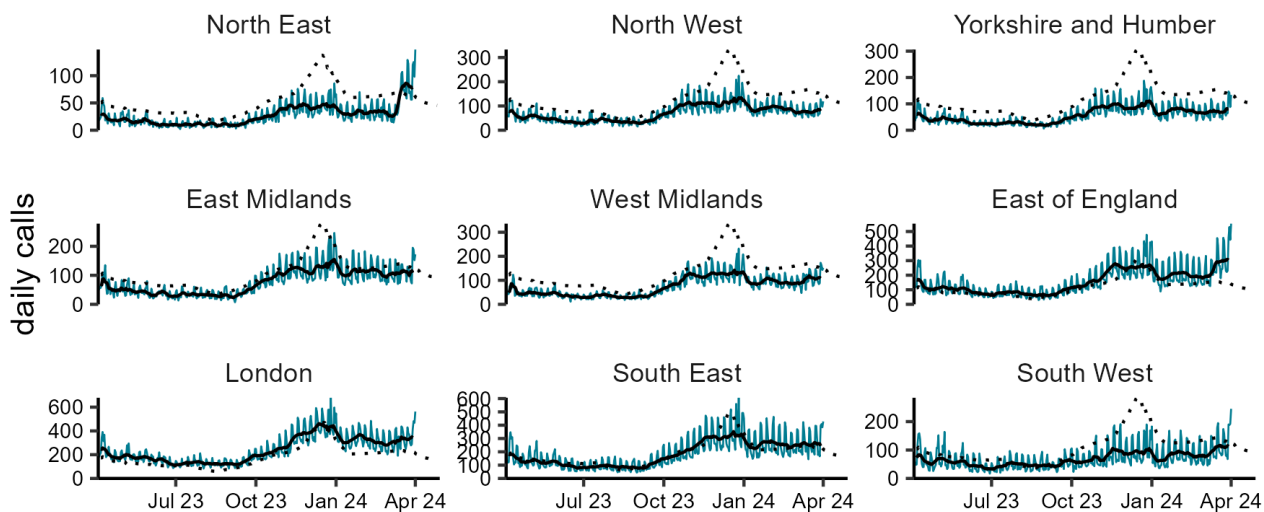 North East
North West
Yorkshire and Humber
100
50
0
300
200
100
0
300
200
100
0
daily calls
East Midlands
West Midlands
East of England
200
100
0
300
200
100
0
500
400
300
200
100
0
London
South East
South West
600
400
200
0
600
500
400
300
200
100
0
200
100
0
Jul 23 Oct 23 Jan 24 Apr 24
Jul 23 Oct 23 Jan 24 Apr 24
Jul 23 Oct 23 Jan 24 Apr 24